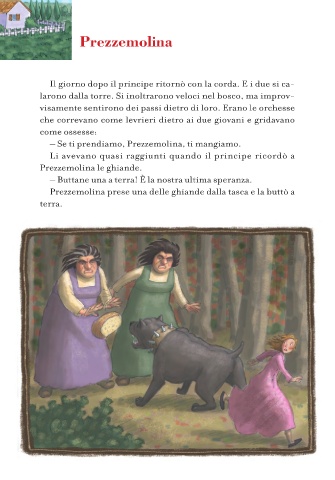 Prezzemolina
Il giorno dopo il principe ritornò con la corda. E i due si ca-
larono dalla torre. Si inoltrarono veloci nel bosco, ma improv-
visamente sentirono dei passi dietro di loro. Erano le orchesse
che correvano come levrieri dietro ai due giovani e gridavano
come ossesse:
– Se ti prendiamo, Prezzemolina, ti mangiamo.
Li avevano quasi raggiunti quando il principe ricordò a
Prezzemolina le ghiande.
– Buttane una a terra! È la nostra ultima speranza.
Prezzemolina prese una delle ghiande dalla tasca e la buttò a
terra.